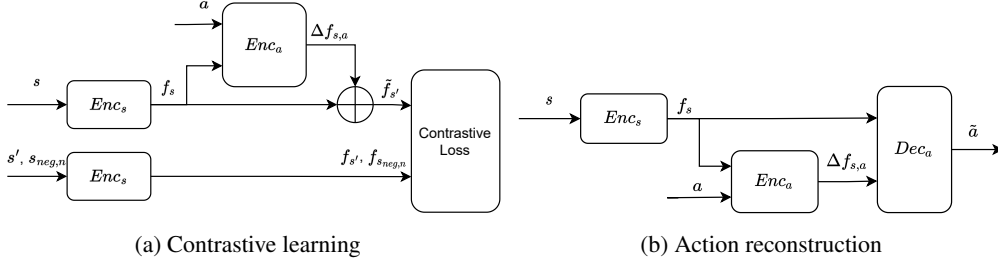 a
Enc_a
Δf_{s,a}
s
Enc_s
f_s
f̃_{s'}
Contrastive
Loss
s', s_{neg,n}
Enc_s
f_{s'}, f_{s_{neg,n}}
(a) Contrastive learning
s
Enc_s
f_s
a
Enc_a
Δf_{s,a}
Dec_a
ã
(b) Action reconstruction